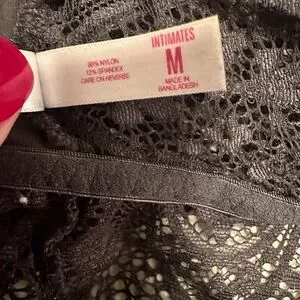 88% NYLON
12% SPANDEX
CARE ON REVERSE
INTIMATES
M
MADE IN
BANGLADESH